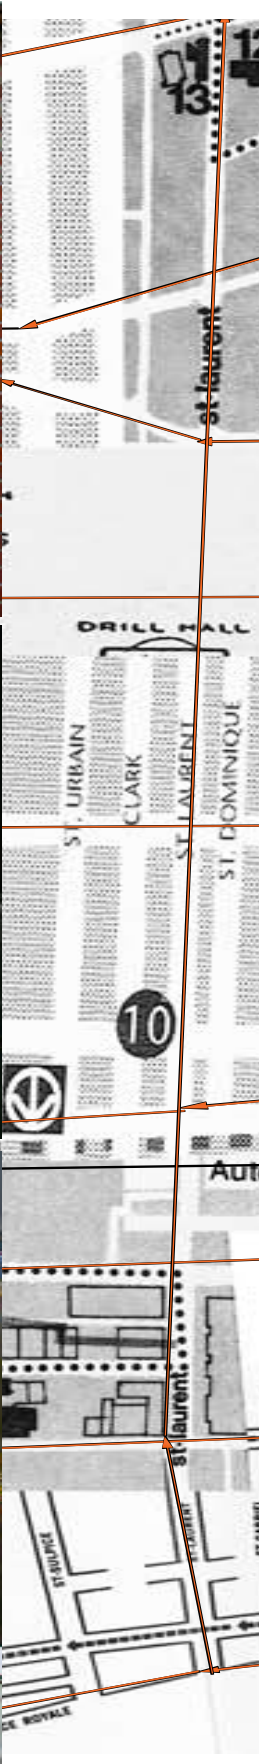 12
13
st laurent
DRILL HALL
ST. URBAIN
CLARK
ST. LAURENT
ST. DOMINIQUE
10
Aut
st-laurent
ST-SULPICE
T-LAURENT
CE ROYALE